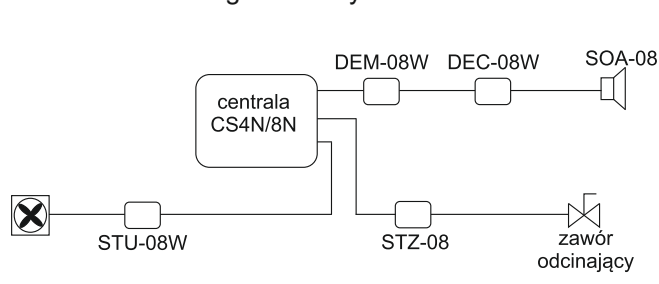 DEM-08W
DEC-08W
SOA-08
centrala
CS4N/8N
STU-08W
STZ-08
zawór
odcinający